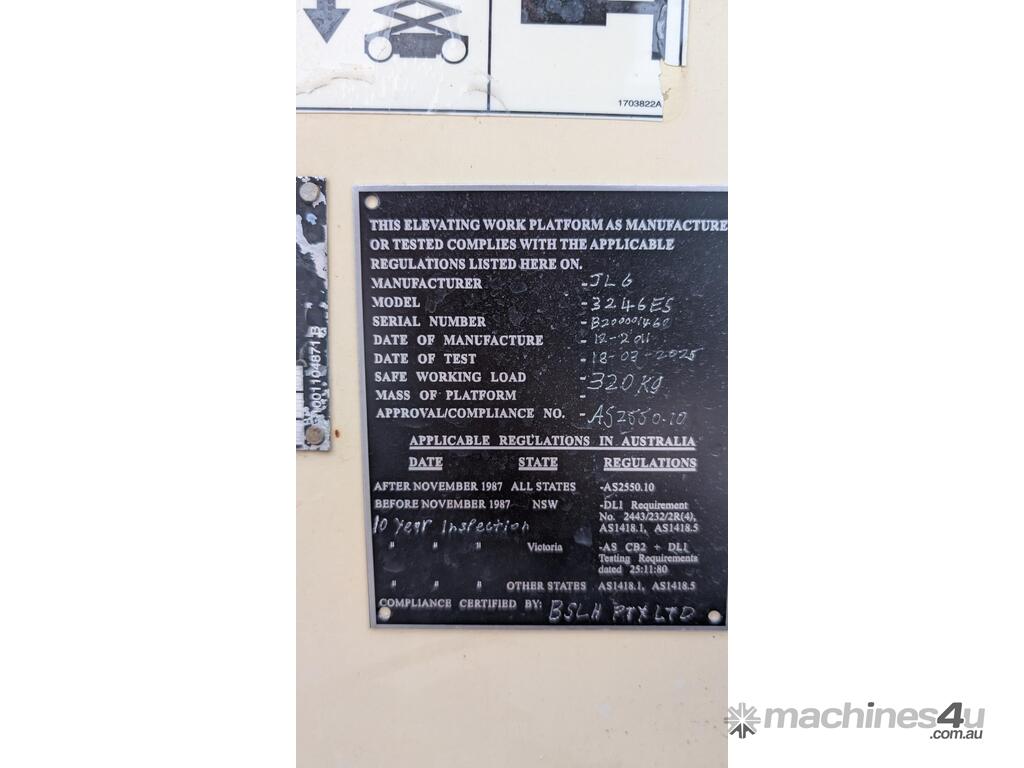 1703822A
THIS ELEVATING WORK PLATFORM AS MANUFACTURE
OR TESTED COMPLIES WITH THE APPLICABLE
REGULATIONS LISTED HERE ON.
MANUFACTURER - JLG
MODEL - 3246ES
SERIAL NUMBER - B200001468
DATE OF MANUFACTURE - 12-2011
DATE OF TEST - 18-03-2025
SAFE WORKING LOAD - 320 KG
MASS OF PLATFORM -
APPROVAL/COMPLIANCE NO. - AS2550.10
APPLICABLE REGULATIONS IN AUSTRALIA
DATE STATE REGULATIONS
AFTER NOVEMBER 1987 ALL STATES -AS2550.10
BEFORE NOVEMBER 1987 NSW -DLI Requirement
No. 2443/232/2R(4),
AS1418.1, AS1418.5
10 Year Inspection
" " " Victoria -AS CB2 + DLI
Testing Requirements
dated 25:11:80
" " " OTHER STATES AS1418.1, AS1418.5
COMPLIANCE CERTIFIED BY: BSLH PTY LTD
001104871 B
machines4u
.com.au